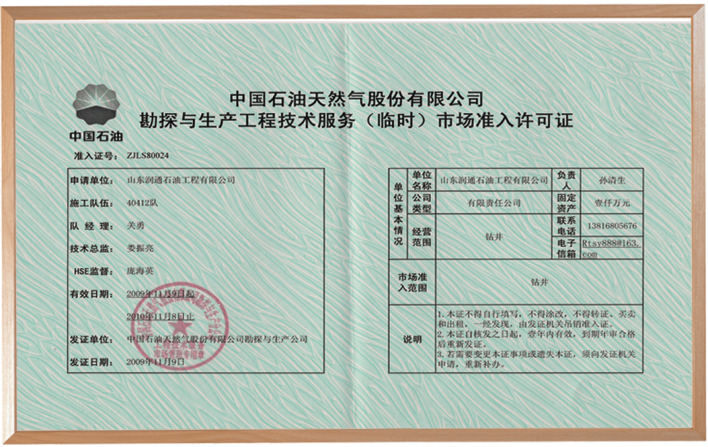 中国石油天然气股份有限公司
勘探与生产工程技术服务（临时）市场准入许可证
中国石油
准入证号： ZJLS80024
申请单位： 山东润通石油工程有限公司
施工队伍： 40412队
队 经 理： 关勇
技术总监： 娄振亮
HSE监督： 庞海英
有效日期： 2009年11月9日起
2010年11月8日止
发证单位： 中国石油天然气股份有限公司勘探与生产公司
发证日期： 2009年11月9日
单位基本情况
单位名称 山东润通石油工程有限公司 负责人 孙清生
公司类型 有限责任公司 固定资产 壹仟万元
经营范围 钻井 联系电话 13816805676
电子信箱 Rtsy888@163.
com
市场准入范围 钻井
说明
1.本证不得自行填写，不得涂改，不得转证、买卖
和出租，一经发现，由发证机关吊销准入证。
2.本证自核发之日起，壹年内有效，到期年审合格
后重新发证。
3.若需要变更本证事项或遗失本证，须向发证机关
申请，重新补办。